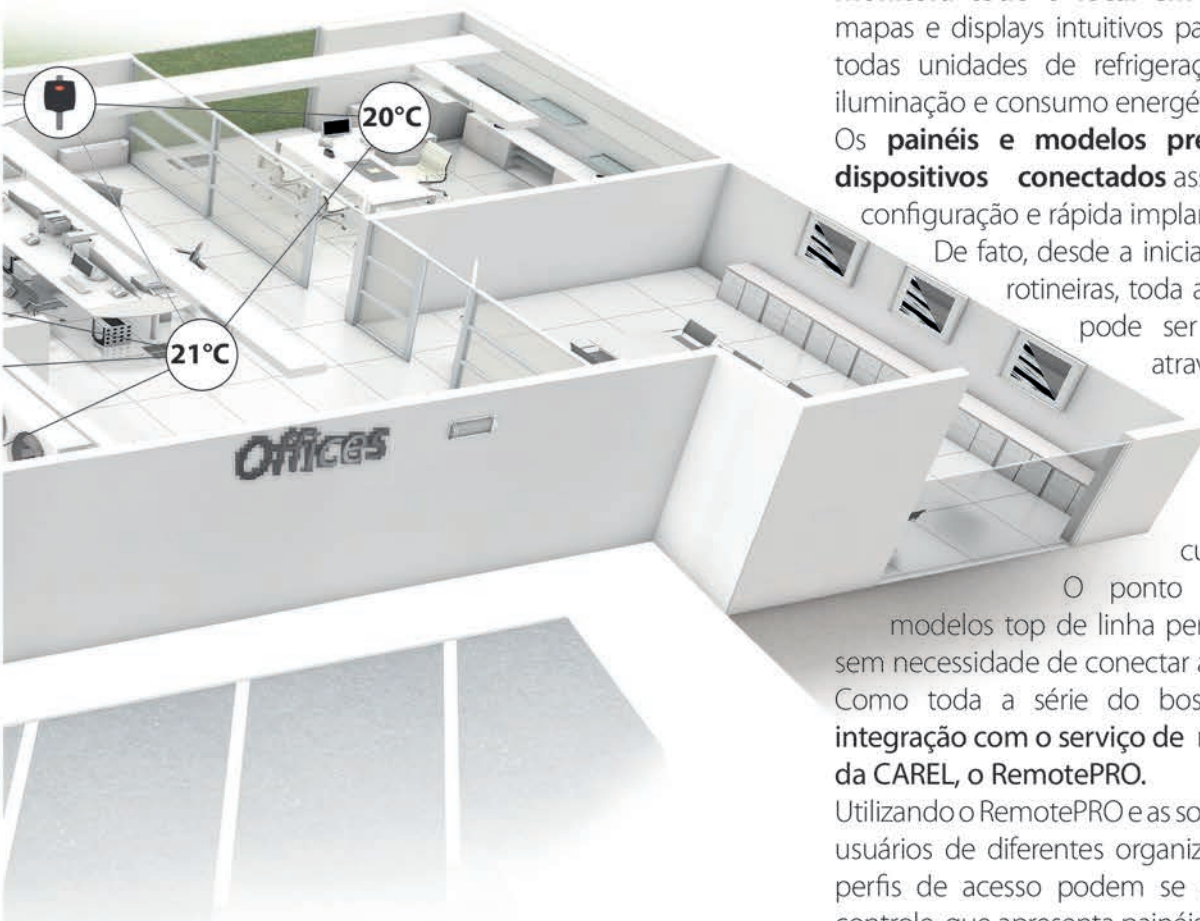 mapas e displays intuitivos pa
todas unidades de refrigeraç
iluminação e consumo energé
Os painéis e modelos pre
dispositivos conectados as
configuração e rápida impla
De fato, desde a inicia
rotineiras, toda a
pode ser
atrav
cu
O ponto
modelos top de linha per
sem necessidade de conectar a
Como toda a série do bos
integração com o serviço de
da CAREL, o RemotePRO.
Utilizando o RemotePRO e as so
usuários de diferentes organiz
perfis de acesso podem se
20°C
21°C
Offices